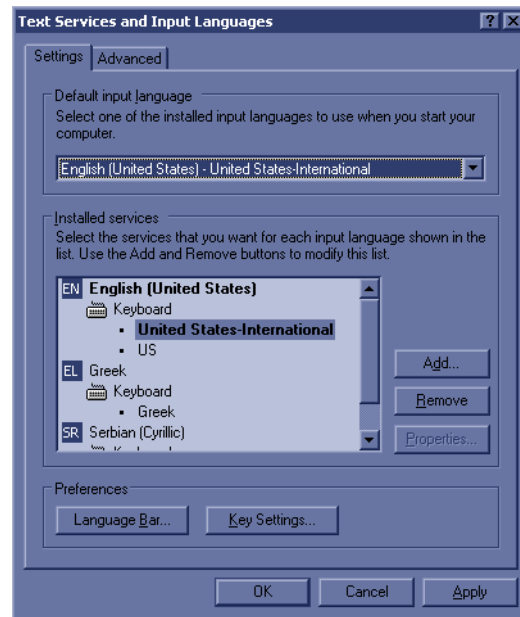 Text Services and Input Languages
Settings
Advanced
Default input language
Select one of the installed input languages to use when you start your
computer.
English (United States) - United States-International
Installed services
Select the services that you want for each input language shown in the
list. Use the Add and Remove buttons to modify this list.
EN English (United States)
Keyboard
• United States-International
• US
EL Greek
Keyboard
• Greek
SR Serbian (Cyrillic)
Add...
Remove
Properties...
Preferences
Language Bar...
Key Settings...
OK
Cancel
Apply